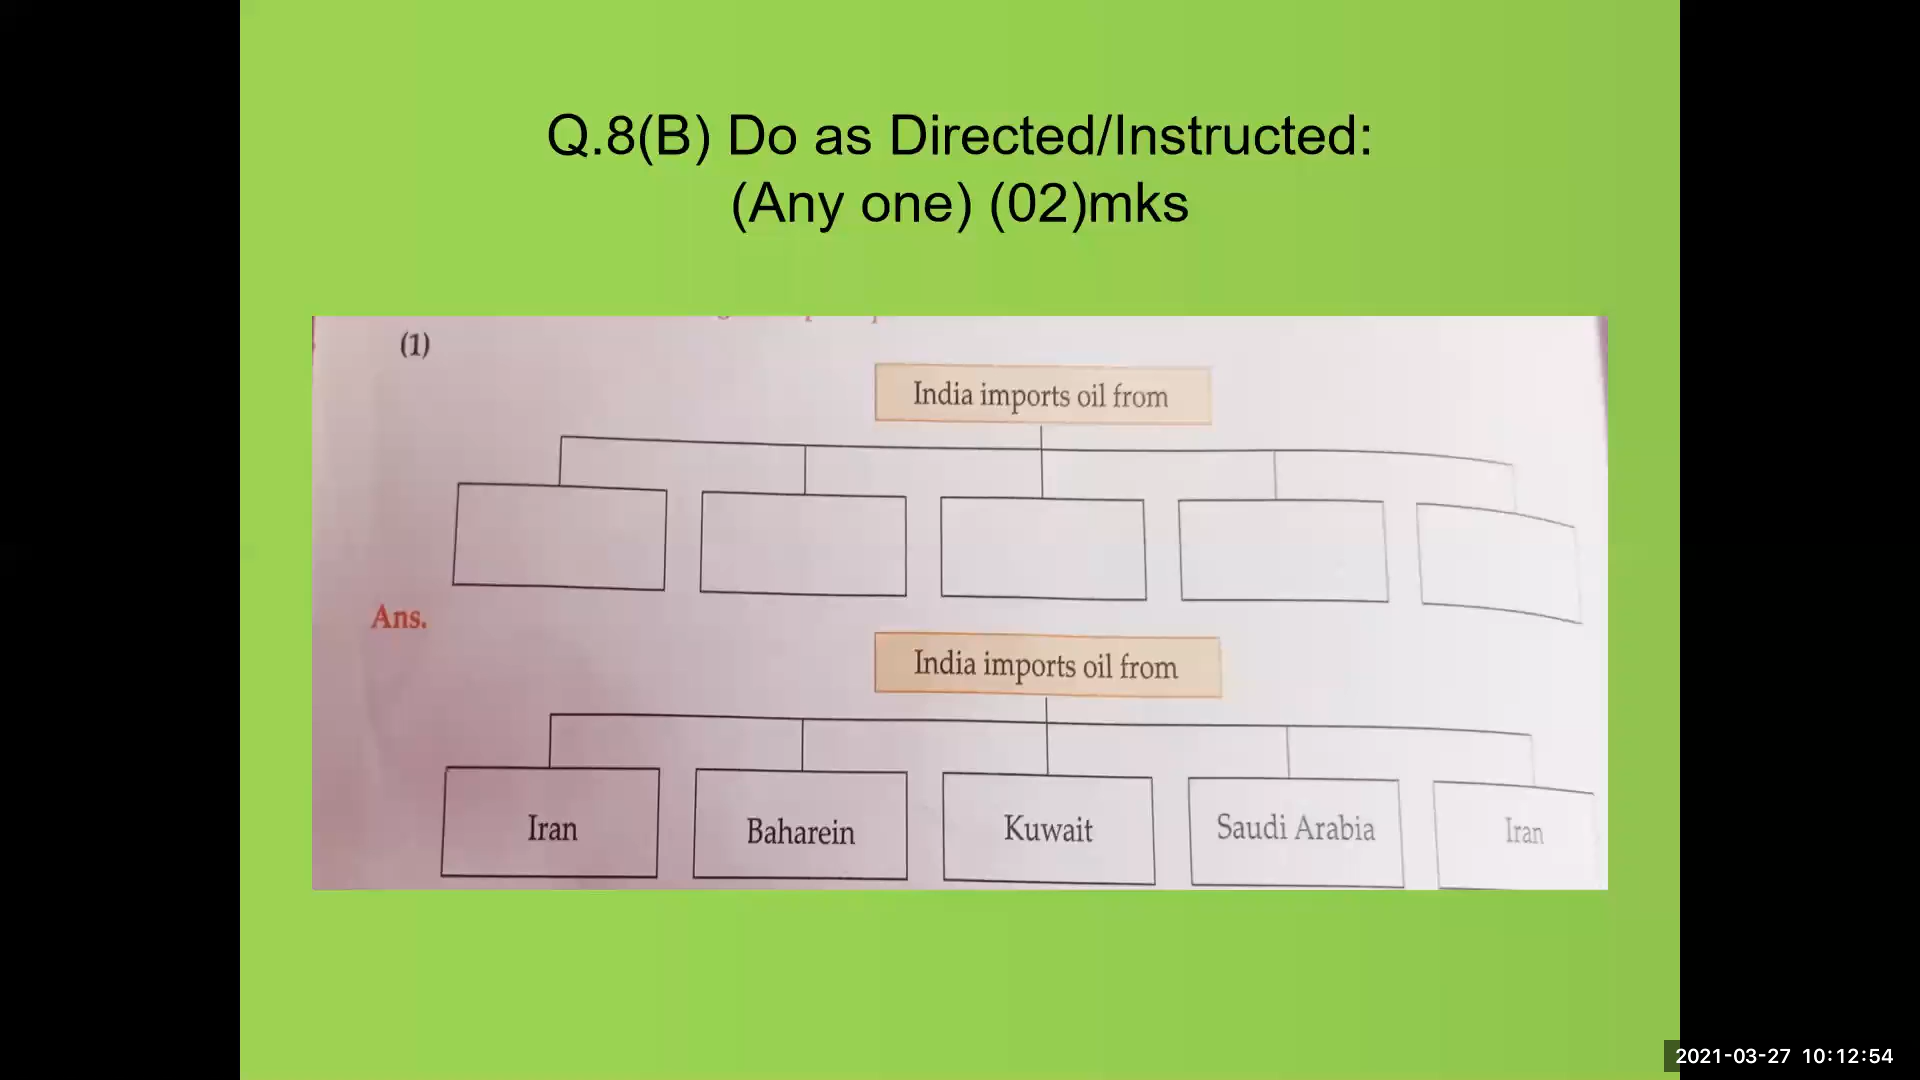 Q.8(B) Do as Directed/Instructed:
(Any one) (02)mks
(1)
India imports oil from
Ans.
India imports oil from
Iran
Baharein
Kuwait
Saudi Arabia
Iran
2021-03-27 10:12:54